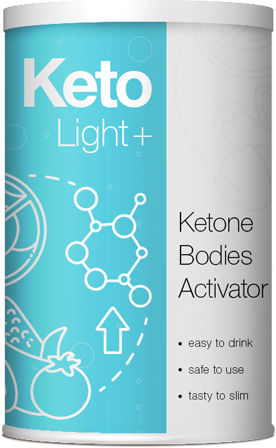 Keto
Light+
Ketone
Bodies
Activator
• easy to drink
• safe to use
• tasty to slim